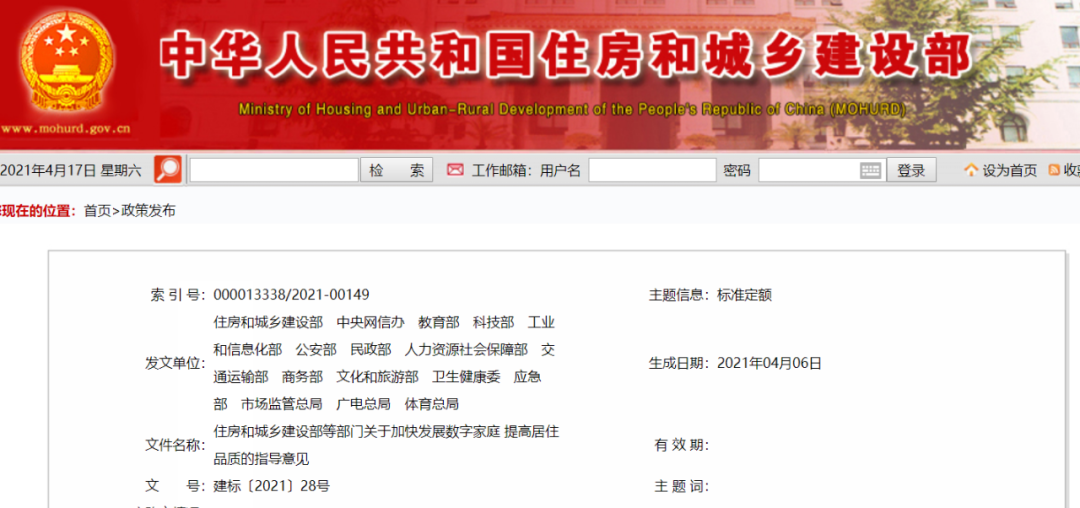 中华人民共和国住房和城乡建设部
Ministry of Housing and Urban-Rural Development of the People's Republic of China (MOHURD)
www.mohurd.gov.cn
2021年4月17日 星期六 检 索 工作邮箱：用户名 密码 登录 设为首页 收
现在的位置：首页>政策发布
索 引 号：000013338/2021-00149 主题信息：标准定额
住房和城乡建设部 中央网信办 教育部 科技部 工业
和信息化部 公安部 民政部 人力资源社会保障部 交
发文单位： 生成日期：2021年04月06日
通运输部 商务部 文化和旅游部 卫生健康委 应急
部 市场监管总局 广电总局 体育总局
住房和城乡建设部等部门关于加快发展数字家庭 提高居住
文件名称： 有 效 期：
品质的指导意见
文 号：建标〔2021〕28号 主 题 词：